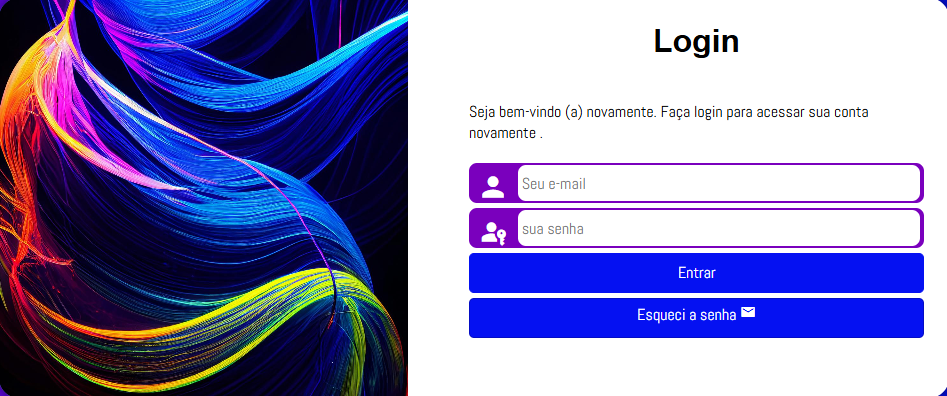 Login
Seja bem-vindo (a) novamente. Faça login para acessar sua conta
novamente .
Seu e-mail
sua senha
Entrar
Esqueci a senha